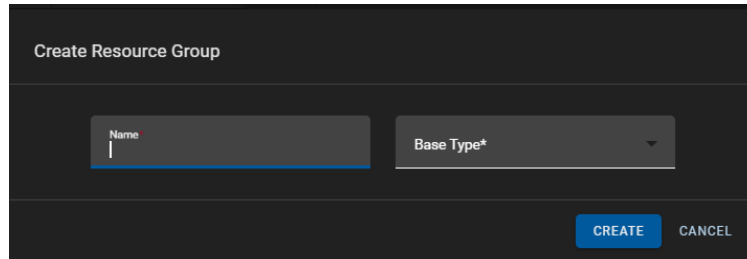 Create Resource Group
Name*
Base Type*
CREATE
CANCEL